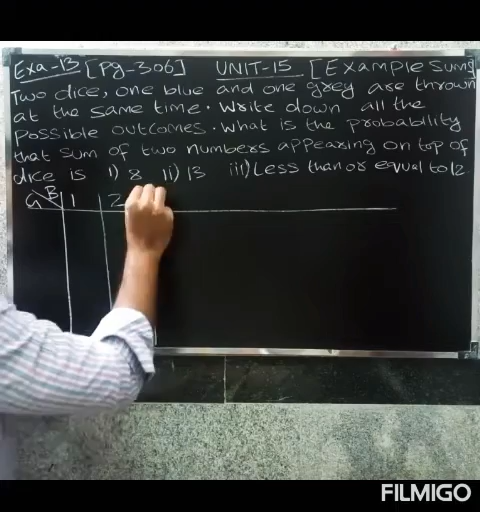 Exa-13 [Pg-306] UNIT-15 [Example Sums]
Two dice, one blue and one grey are thrown
at the same time. Write down all the
Possible outcomes. What is the probability
that sum of two numbers appearing on top of
dice is i) 8 ii) 13 iii) Less than or equal to 12
G B 1 2
FILMIGO